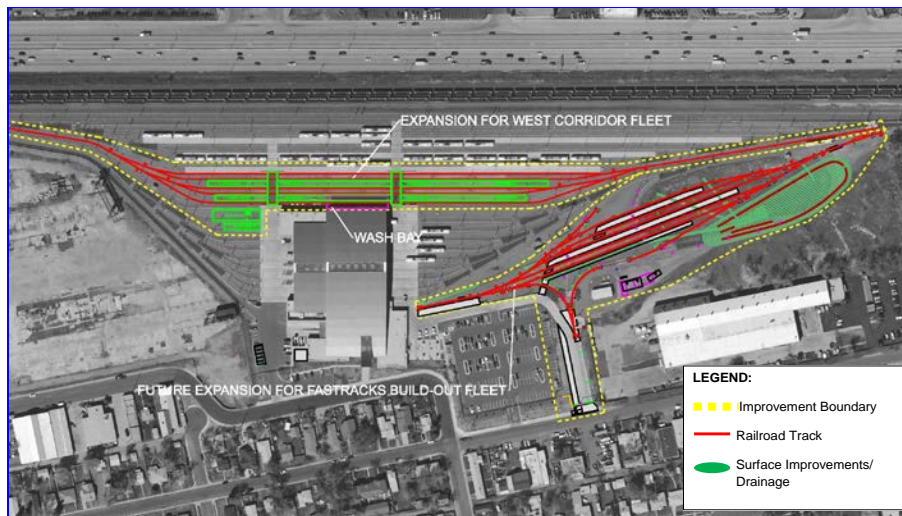 EXPANSION FOR WEST CORRIDOR FLEET
WASH BAY
FUTURE EXPANSION FOR FASTRACKS BUILD-OUT FLEET
LEGEND:
Improvement Boundary
Railroad Track
Surface Improvements/
Drainage